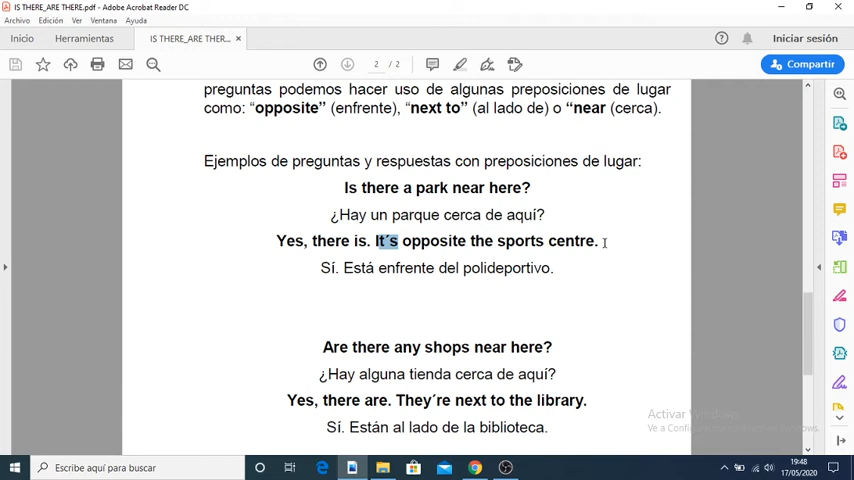 IS THERE_ARE THERE.pdf - Adobe Acrobat Reader DC
Archivo Edición Ver Ventana Ayuda
Inicio Herramientas IS THERE_ARE THER... × Iniciar sesión
2 / 2 Compartir
preguntas podemos hacer uso de algunas preposiciones de lugar
como: “opposite” (enfrente), “next to” (al lado de) o “near (cerca).
Ejemplos de preguntas y respuestas con preposiciones de lugar:
Is there a park near here?
¿Hay un parque cerca de aquí?
Yes, there is. It´s opposite the sports centre.
Sí. Está enfrente del polideportivo.
Are there any shops near here?
¿Hay alguna tienda cerca de aquí?
Yes, there are. They´re next to the library.
Sí. Están al lado de la biblioteca.
Activar Windows
Ve a Configuración para activar Windows.
Escribe aquí para buscar
19:48
17/05/2020